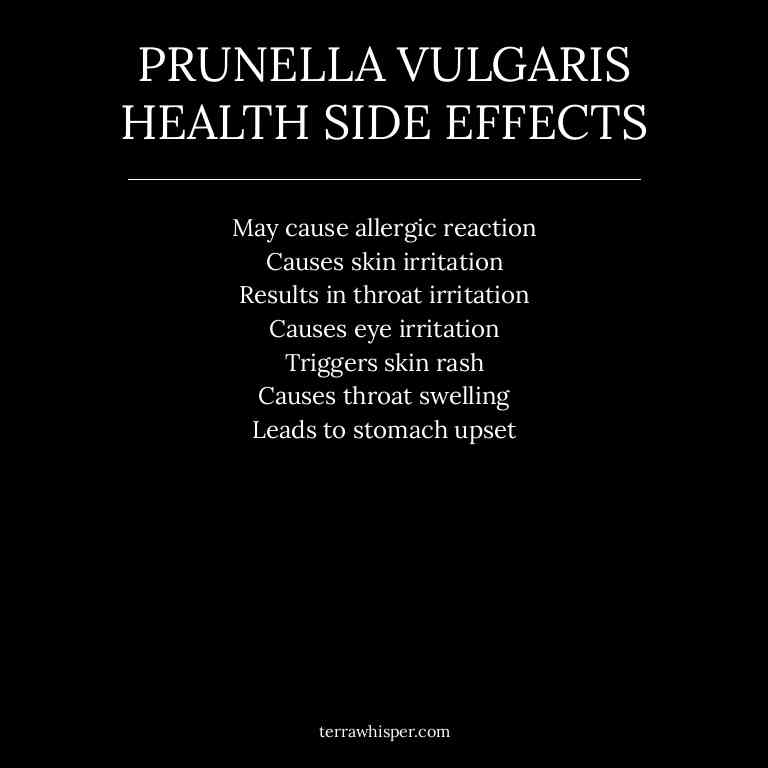 PRUNELLA VULGARIS
HEALTH SIDE EFFECTS
May cause allergic reaction
Causes skin irritation
Results in throat irritation
Causes eye irritation
Triggers skin rash
Causes throat swelling
Leads to stomach upset
terrawhisper.com